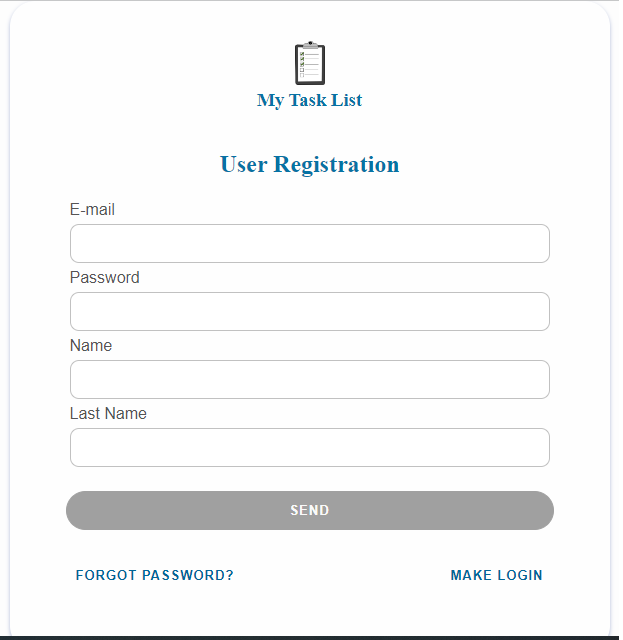 My Task List
User Registration
E-mail
Password
Name
Last Name
SEND
FORGOT PASSWORD? MAKE LOGIN